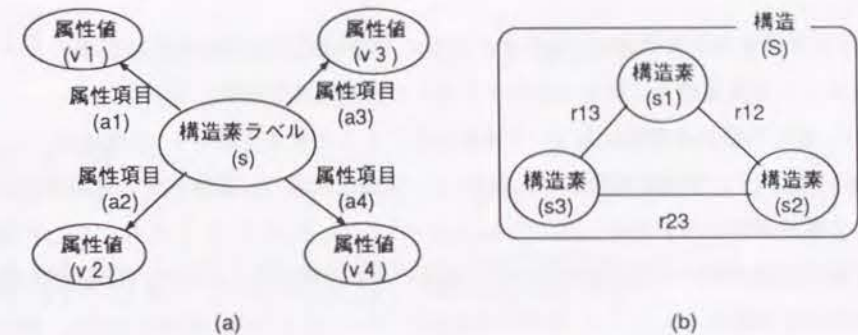 属性値
(v1)
属性値
(v3)
属性項目
(a1)
属性項目
(a3)
構造素ラベル
(s)
属性項目
(a2)
属性項目
(a4)
属性値
(v2)
属性値
(v4)
(a)
構造
(S)
構造素
(s1)
r13
r12
構造素
(s3)
構造素
(s2)
r23
(b)